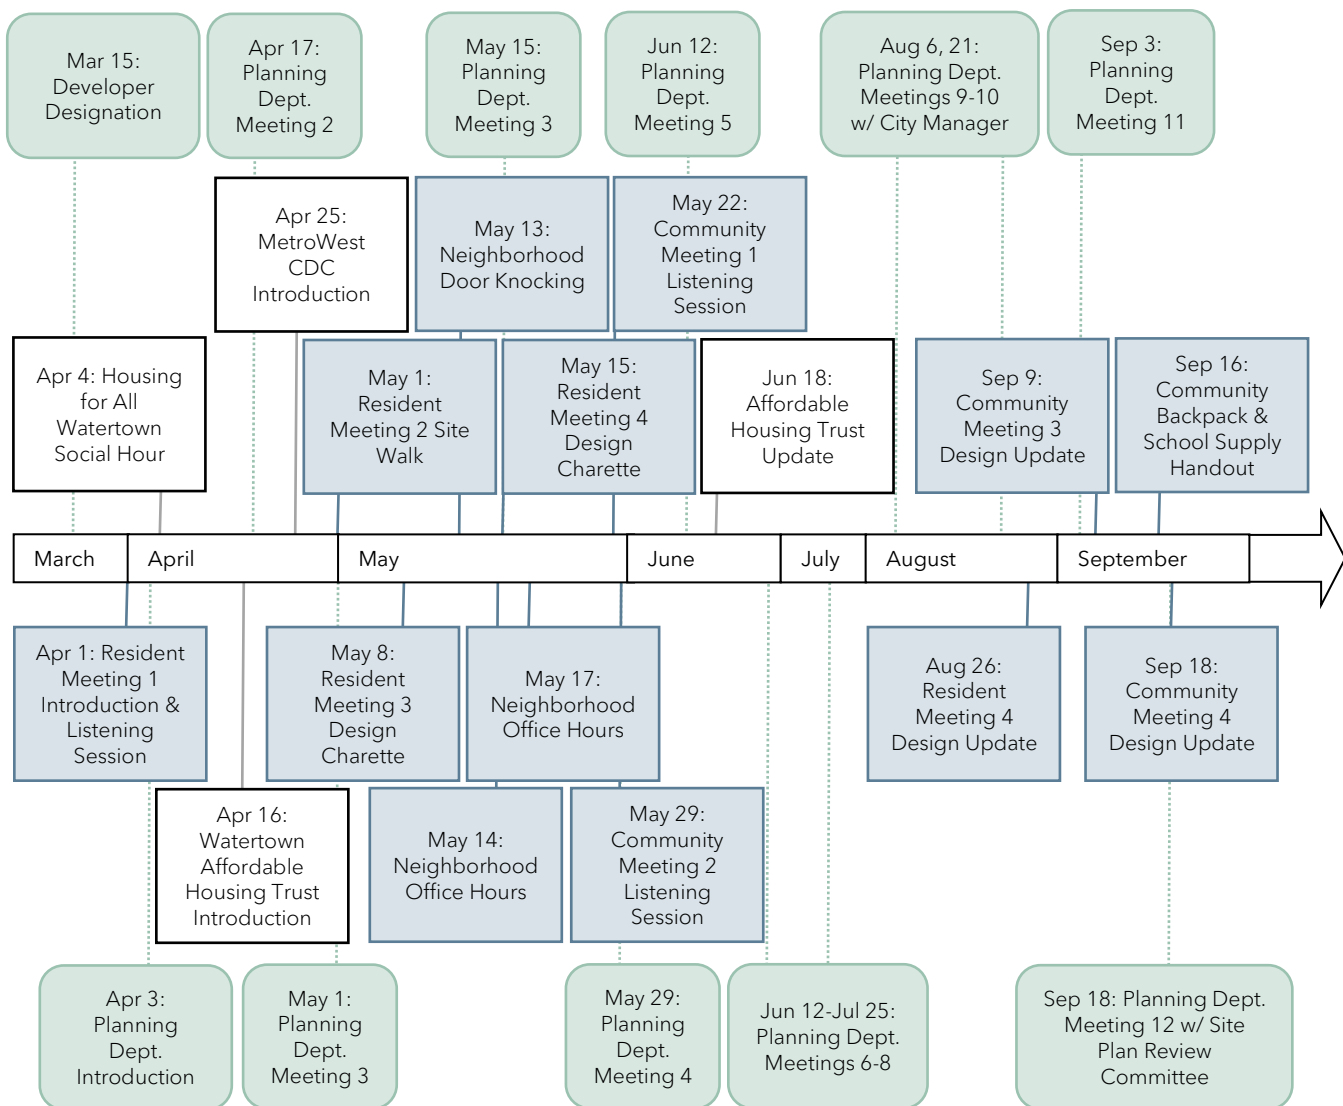 Mar 15:
Developer
Designation
Apr 17:
Planning
Dept.
Meeting 2
May 15:
Planning
Dept.
Meeting 3
Jun 12:
Planning
Dept.
Meeting 5
Aug 6, 21:
Planning Dept.
Meetings 9-10
w/ City Manager
Sep 3:
Planning
Dept.
Meeting 11
Apr 25:
MetroWest
CDC
Introduction
May 13:
Neighborhood
Door Knocking
May 22:
Community
Meeting 1
Listening
Session
Apr 4: Housing
for All
Watertown
Social Hour
May 1:
Resident
Meeting 2 Site
Walk
May 15:
Resident
Meeting 4
Design
Charette
Jun 18:
Affordable
Housing Trust
Update
Sep 9:
Community
Meeting 3
Design Update
Sep 16:
Community
Backpack &
School Supply
Handout
March
April
May
June
July
August
September
Apr 1: Resident
Meeting 1
Introduction &
Listening
Session
May 8:
Resident
Meeting 3
Design
Charette
May 17:
Neighborhood
Office Hours
Aug 26:
Resident
Meeting 4
Design Update
Sep 18:
Community
Meeting 4
Design Update
Apr 16:
Watertown
Affordable
Housing Trust
Introduction
May 14:
Neighborhood
Office Hours
May 29:
Community
Meeting 2
Listening
Session
Apr 3:
Planning
Dept.
Introduction
May 1:
Planning
Dept.
Meeting 3
May 29:
Planning
Dept.
Meeting 4
Jun 12-Jul 25:
Planning Dept.
Meetings 6-8
Sep 18: Planning Dept.
Meeting 12 w/ Site
Plan Review
Committee